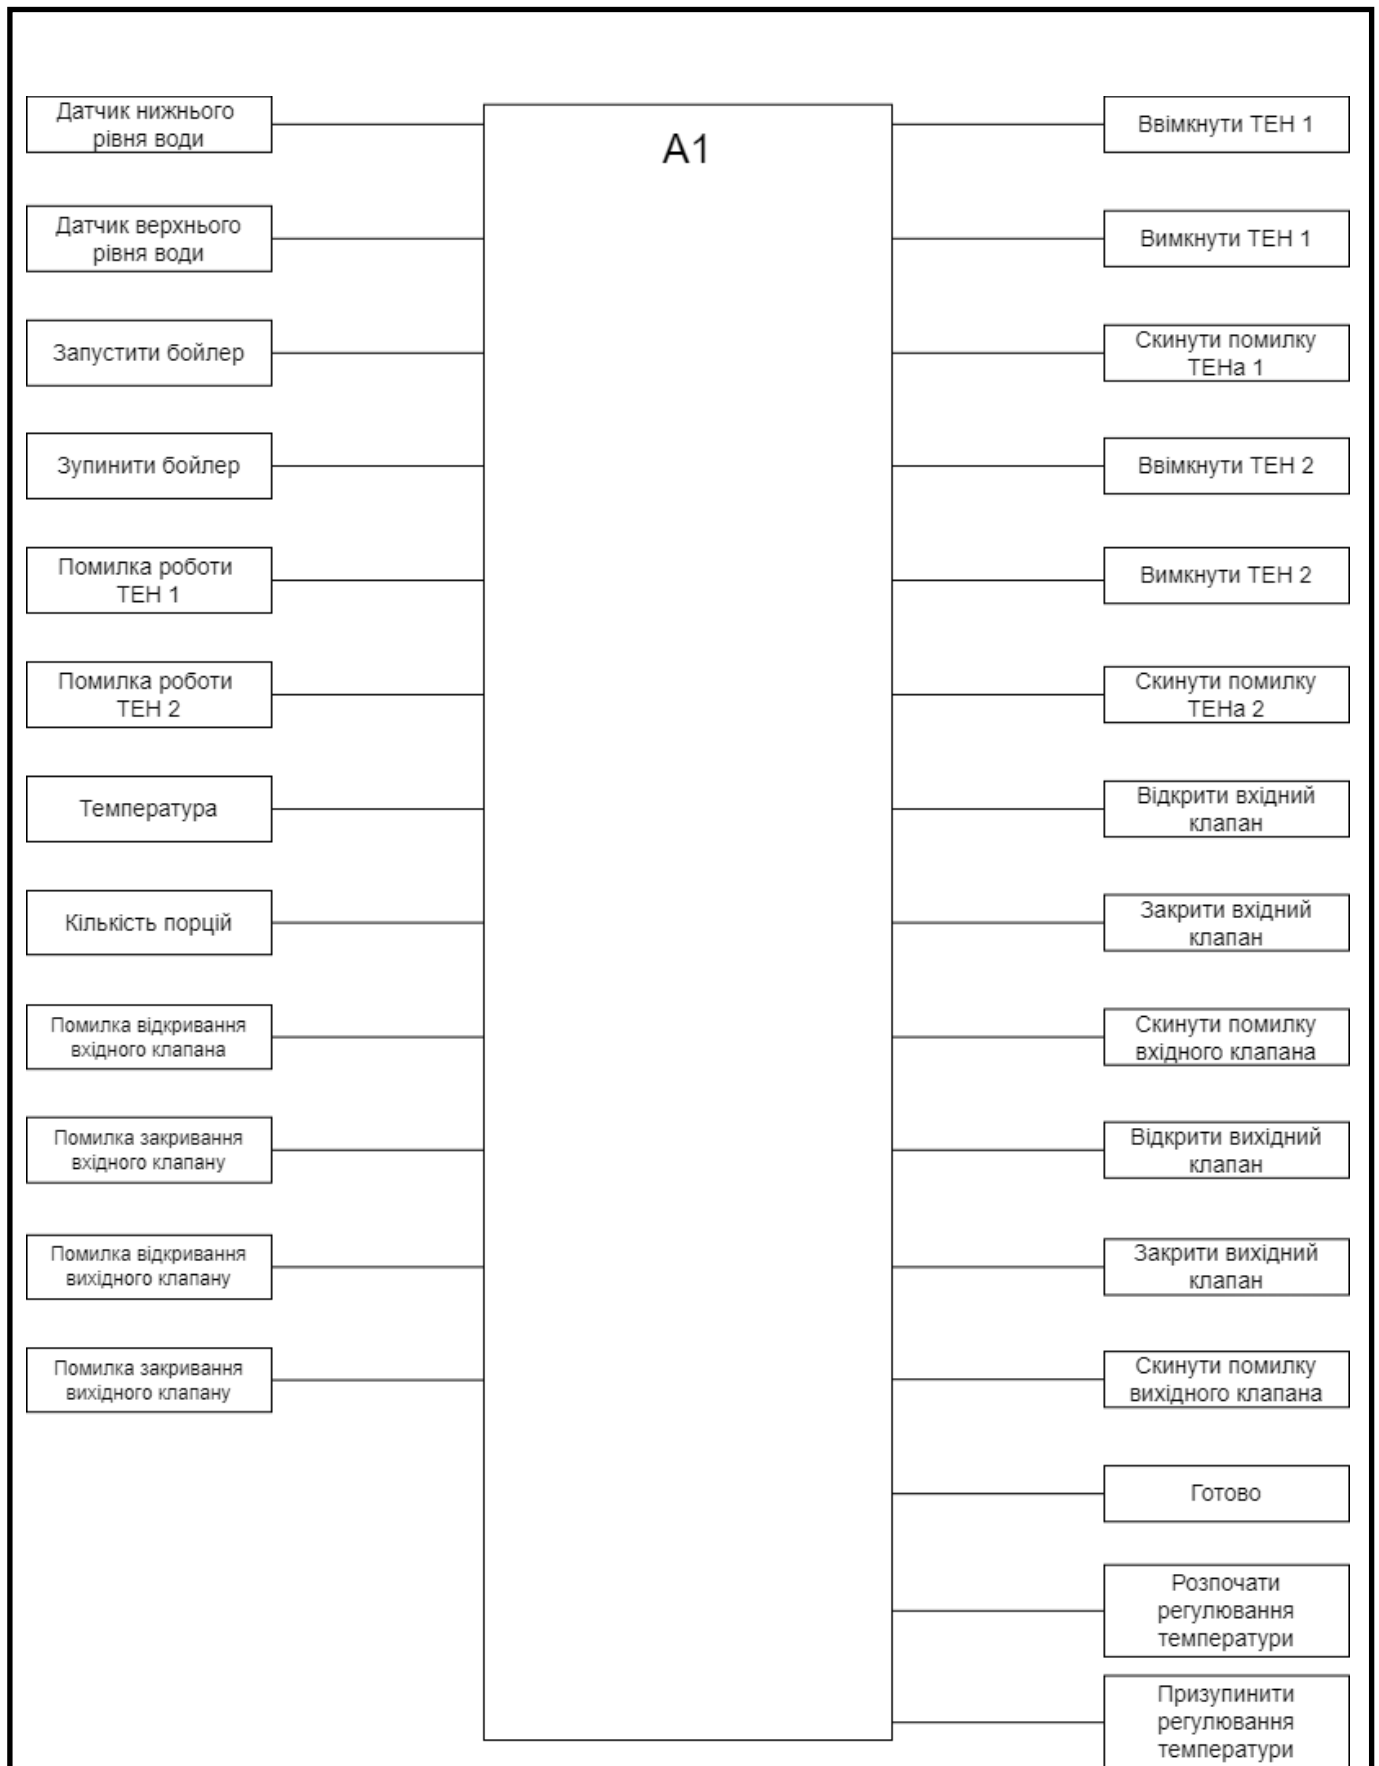 Датчик нижнього
рівня води
Датчик верхнього
рівня води
Запустити бойлер
Зупинити бойлер
Помилка роботи
ТЕН 1
Помилка роботи
ТЕН 2
Температура
Кількість порцій
Помилка відкривання
вхідного клапана
Помилка закривання
вхідного клапану
Помилка відкривання
вихідного клапану
Помилка закривання
вихідного клапану
А1
Ввімкнути ТЕН 1
Вимкнути ТЕН 1
Скинути помилку
ТЕНа 1
Ввімкнути ТЕН 2
Вимкнути ТЕН 2
Скинути помилку
ТЕНа 2
Відкрити вхідний
клапан
Закрити вхідний
клапан
Скинути помилку
вхідного клапана
Відкрити вихідний
клапан
Закрити вихідний
клапан
Скинути помилку
вихідного клапана
Готово
Розпочати
регулювання
температури
Призупинити
регулювання
температури